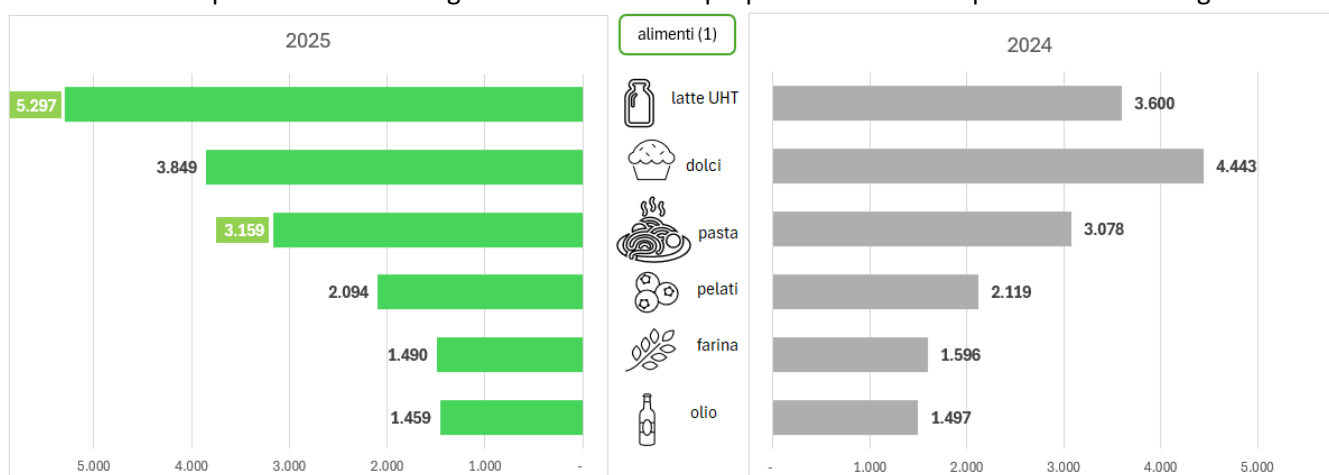 2025
alimenti (1)
2024
5.297
latte UHT
3.600
3.849
dolci
4.443
3.159
pasta
3.078
2.094
pelati
2.119
1.490
farina
1.596
1.459
olio
1.497
5.000 4.000 3.000 2.000 1.000 -
- 1.000 2.000 3.000 4.000 5.000